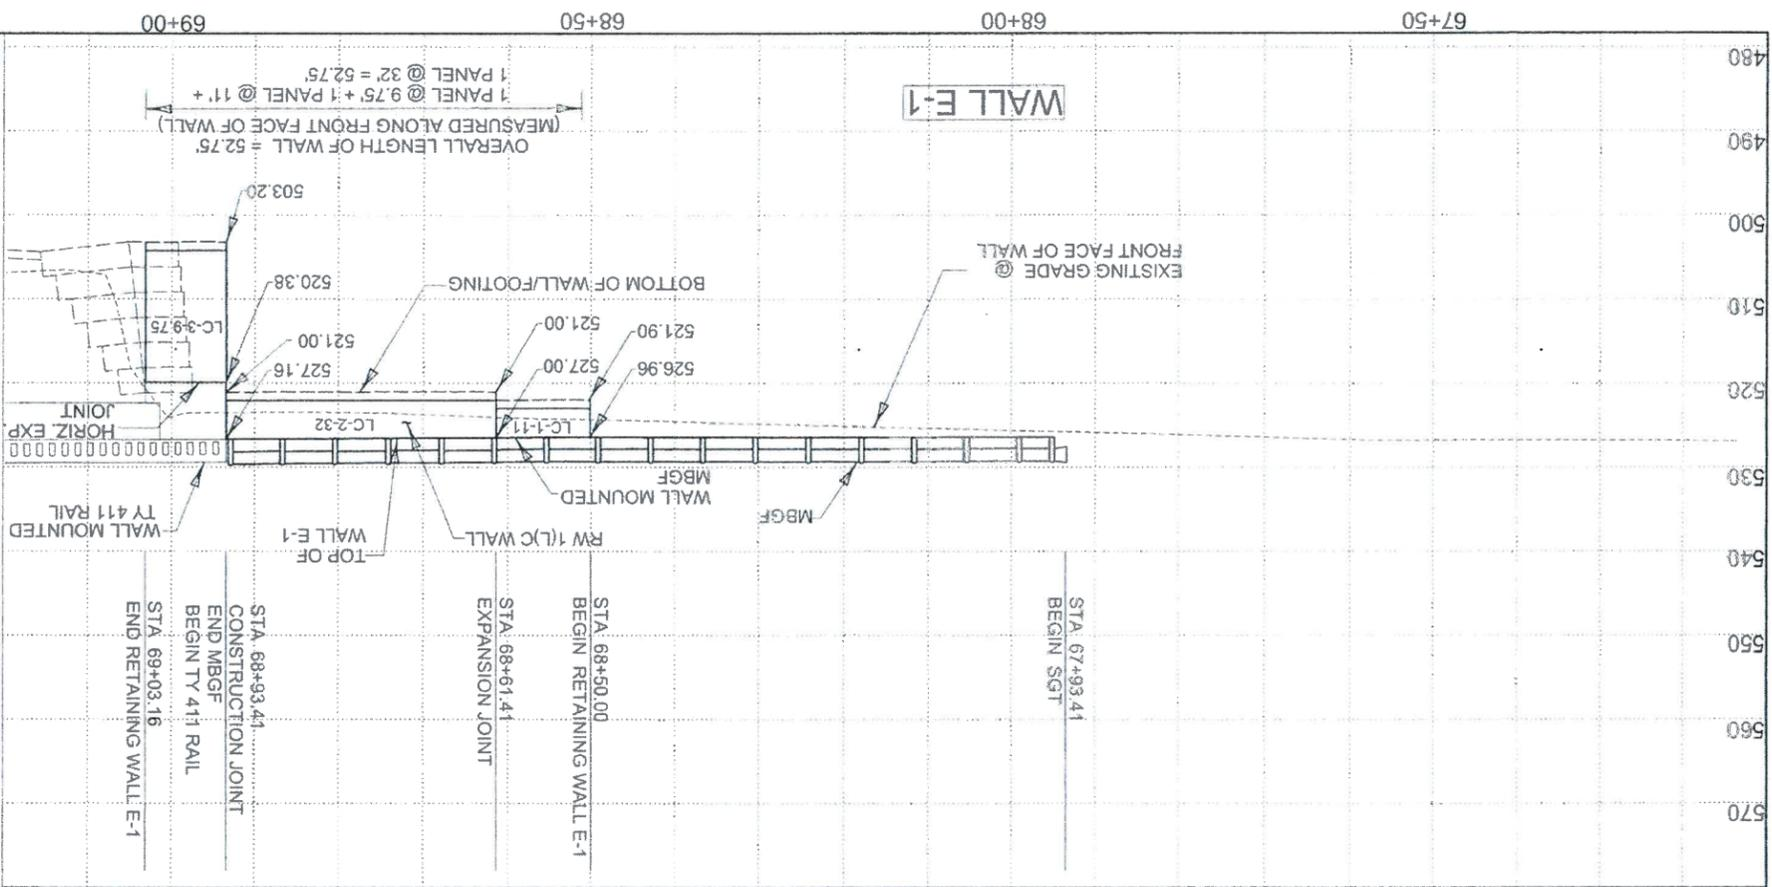 570
560
550
540
530
520
510
500
490
480
STA 67+93.41
BEGIN SGT
STA 68+50.00
BEGIN RETAINING WALL E-1
STA 68+61.41
EXPANSION JOINT
STA 68+93.41
CONSTRUCTION JOINT
END MBGF
BEGIN TY 411 RAIL
STA 69+03.16
END RETAINING WALL E-1
MBGF
WALL MOUNTED
MBGF
RW 1(L)C WALL
TOP OF
WALL E-1
WALL MOUNTED
TY 411 RAIL
526.96
521.90
527.00
521.00
527.16
521.00
520.38
503.20
LC-1-11
LC-2-32
LC-3-9.75
HORIZ. EXP.
JOINT
EXISTING GRADE @
FRONT FACE OF WALL
BOTTOM OF WALL/FOOTING
OVERALL LENGTH OF WALL = 52.75'
(MEASURED ALONG FRONT FACE OF WALL)
1 PANEL @ 9.75' + 1 PANEL @ 11' +
1 PANEL @ 32' = 52.75'
WALL E-1
67+50
68+00
68+50
69+00